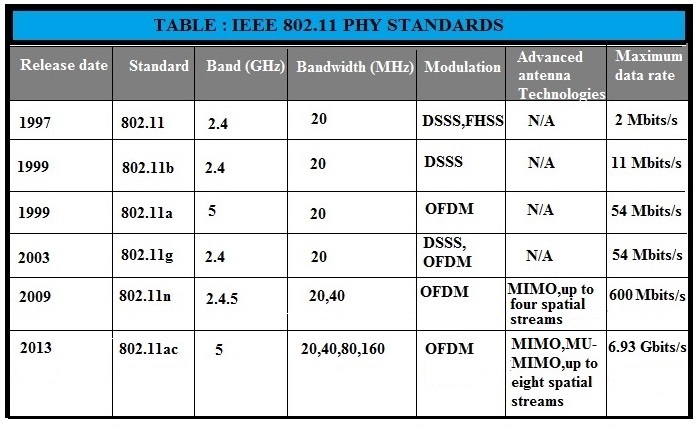 TABLE : IEEE 802.11 PHY STANDARDS
Release date Standard Band (GHz) Bandwidth (MHz) Modulation Advanced antenna Technologies Maximum data rate
1997 802.11 2.4 20 DSSS,FHSS N/A 2 Mbits/s
1999 802.11b 2.4 20 DSSS N/A 11 Mbits/s
1999 802.11a 5 20 OFDM N/A 54 Mbits/s
2003 802.11g 2.4 20 DSSS, OFDM N/A 54 Mbits/s
2009 802.11n 2.4.5 20,40 OFDM MIMO,up to four spatial streams 600 Mbits/s
2013 802.11ac 5 20,40,80,160 OFDM MIMO,MU-MIMO,up to eight spatial streams 6.93 Gbits/s